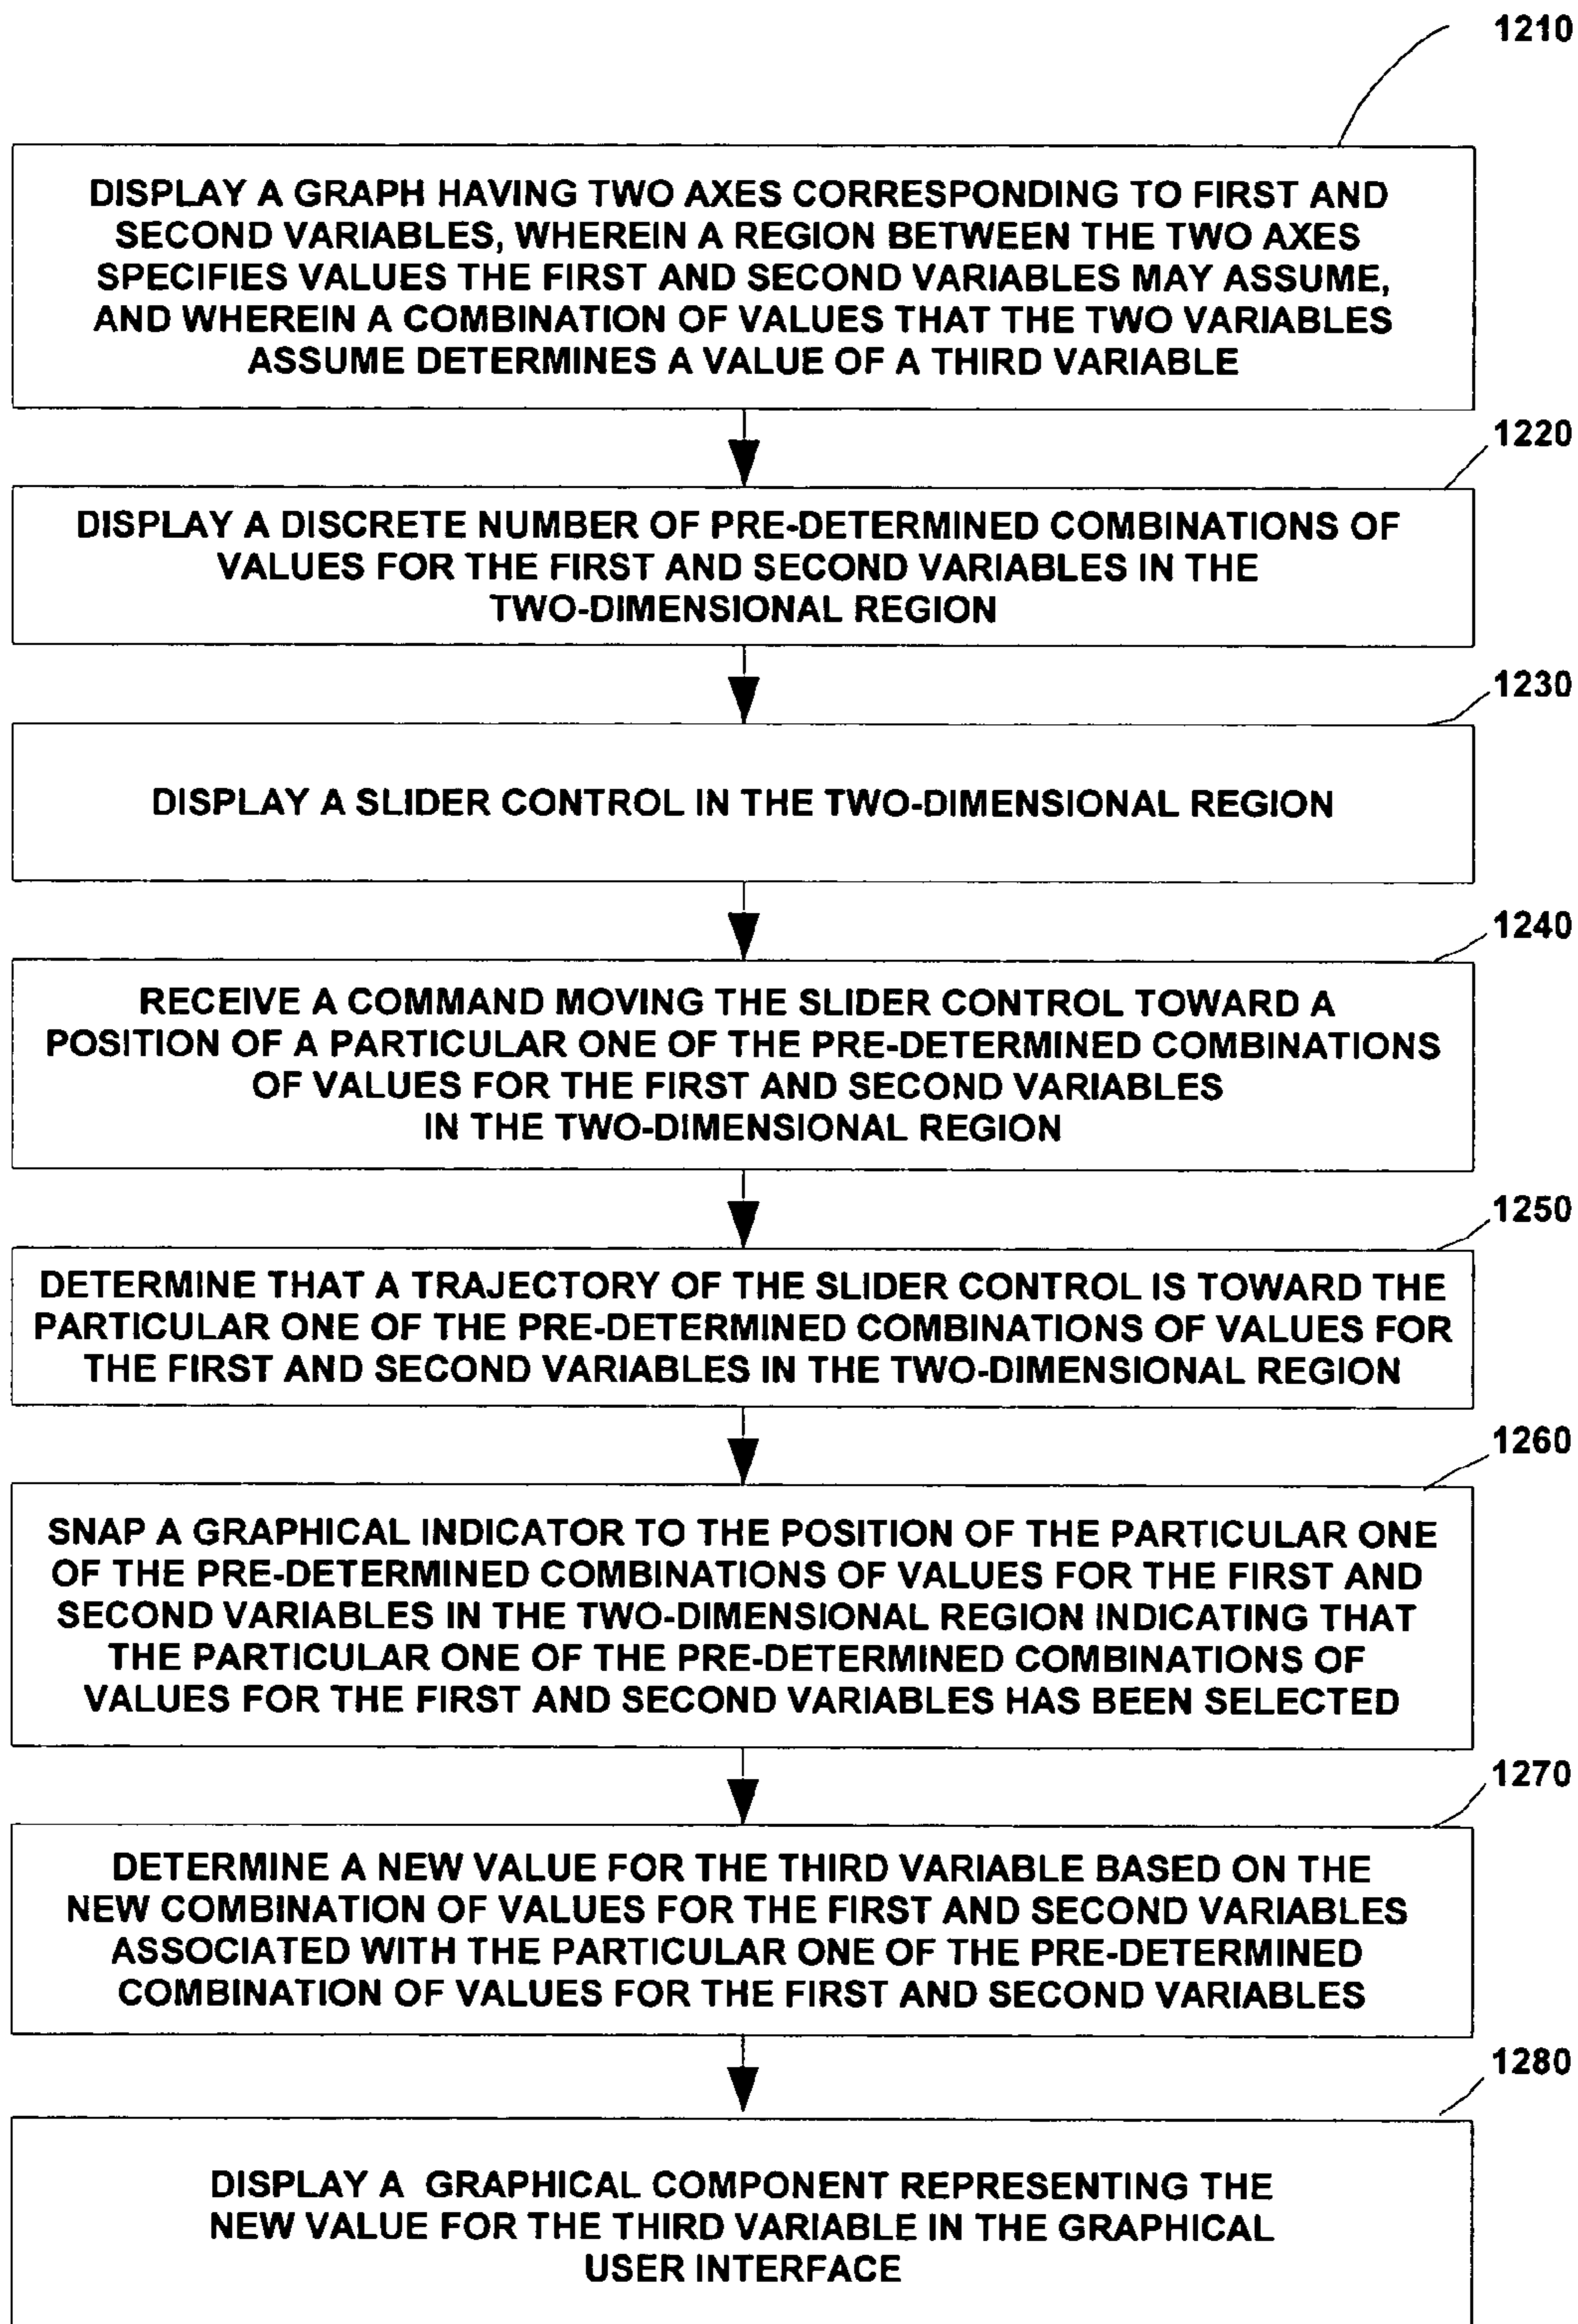 1210
DISPLAY A GRAPH HAVING TWO AXES CORRESPONDING TO FIRST AND
SECOND VARIABLES, WHEREIN A REGION BETWEEN THE TWO AXES
SPECIFIES VALUES THE FIRST AND SECOND VARIABLES MAY ASSUME,
AND WHEREIN A COMBINATION OF VALUES THAT THE TWO VARIABLES
ASSUME DETERMINES A VALUE OF A THIRD VARIABLE
1220
DISPLAY A DISCRETE NUMBER OF PRE-DETERMINED COMBINATIONS OF
VALUES FOR THE FIRST AND SECOND VARIABLES IN THE
TWO-DIMENSIONAL REGION
1230
DISPLAY A SLIDER CONTROL IN THE TWO-DIMENSIONAL REGION
1240
RECEIVE A COMMAND MOVING THE SLIDER CONTROL TOWARD A
POSITION OF A PARTICULAR ONE OF THE PRE-DETERMINED COMBINATIONS
OF VALUES FOR THE FIRST AND SECOND VARIABLES
IN THE TWO-DIMENSIONAL REGION
1250
DETERMINE THAT A TRAJECTORY OF THE SLIDER CONTROL IS TOWARD THE
PARTICULAR ONE OF THE PRE-DETERMINED COMBINATIONS OF VALUES FOR
THE FIRST AND SECOND VARIABLES IN THE TWO-DIMENSIONAL REGION
1260
SNAP A GRAPHICAL INDICATOR TO THE POSITION OF THE PARTICULAR ONE
OF THE PRE-DETERMINED COMBINATIONS OF VALUES FOR THE FIRST AND
SECOND VARIABLES IN THE TWO-DIMENSIONAL REGION INDICATING THAT
THE PARTICULAR ONE OF THE PRE-DETERMINED COMBINATIONS OF
VALUES FOR THE FIRST AND SECOND VARIABLES HAS BEEN SELECTED
1270
DETERMINE A NEW VALUE FOR THE THIRD VARIABLE BASED ON THE
NEW COMBINATION OF VALUES FOR THE FIRST AND SECOND VARIABLES
ASSOCIATED WITH THE PARTICULAR ONE OF THE PRE-DETERMINED
COMBINATION OF VALUES FOR THE FIRST AND SECOND VARIABLES
1280
DISPLAY A GRAPHICAL COMPONENT REPRESENTING THE
NEW VALUE FOR THE THIRD VARIABLE IN THE GRAPHICAL
USER INTERFACE